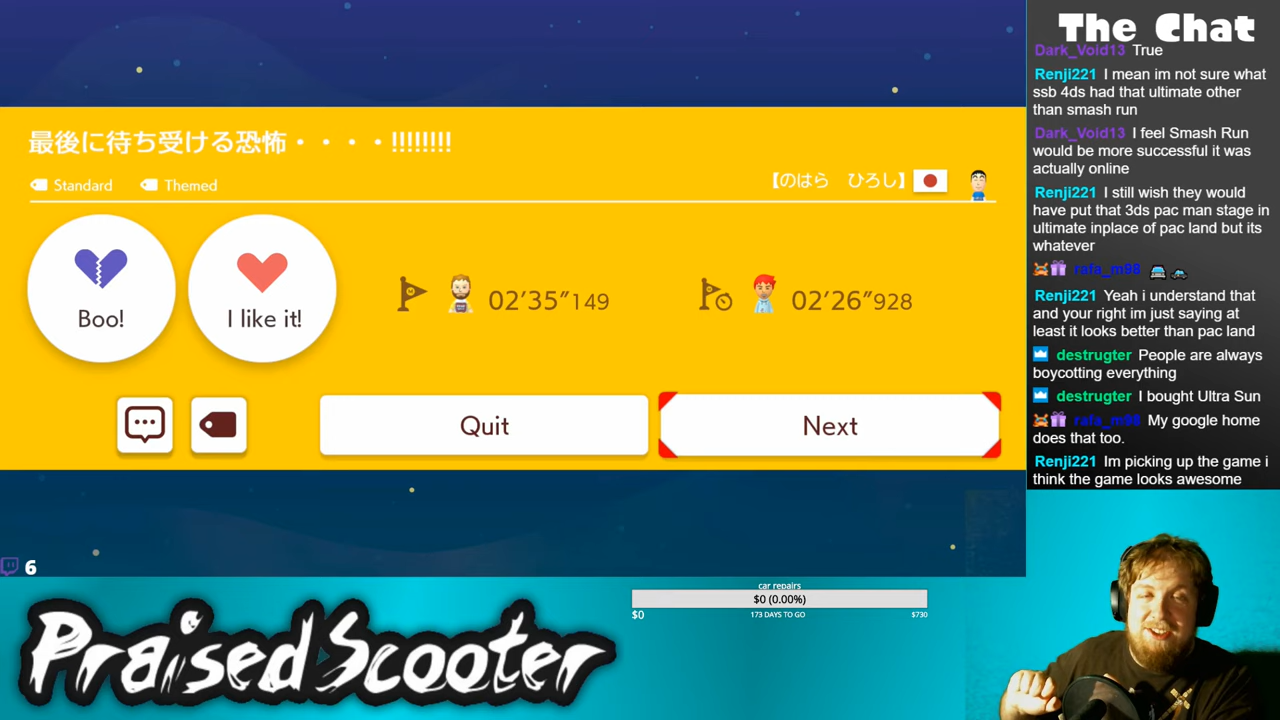 最後に待ち受ける恐怖・・・・!!!!!!!!
Standard
Themed
【のはら ひろし】
Boo!
I like it!
02'35"149
02'26"928
Quit
Next
6
PraisedScooter
car repairs
$0 (0.00%)
$0
173 DAYS TO GO
$730
The Chat
Dark_Void13 True
Renji221 I mean im not sure what
ssb 4ds had that ultimate other
than smash run
Dark_Void13 I feel Smash Run
would be more successful it was
actually online
Renji221 I still wish they would
have put that 3ds pac man stage in
ultimate inplace of pac land but its
whatever
rafa_m98
Renji221 Yeah i understand that
and your right im just saying at
least it looks better than pac land
destrugter People are always
boycotting everything
destrugter I bought Ultra Sun
rafa_m98 My google home
does that too.
Renji221 Im picking up the game i
think the game looks awesome